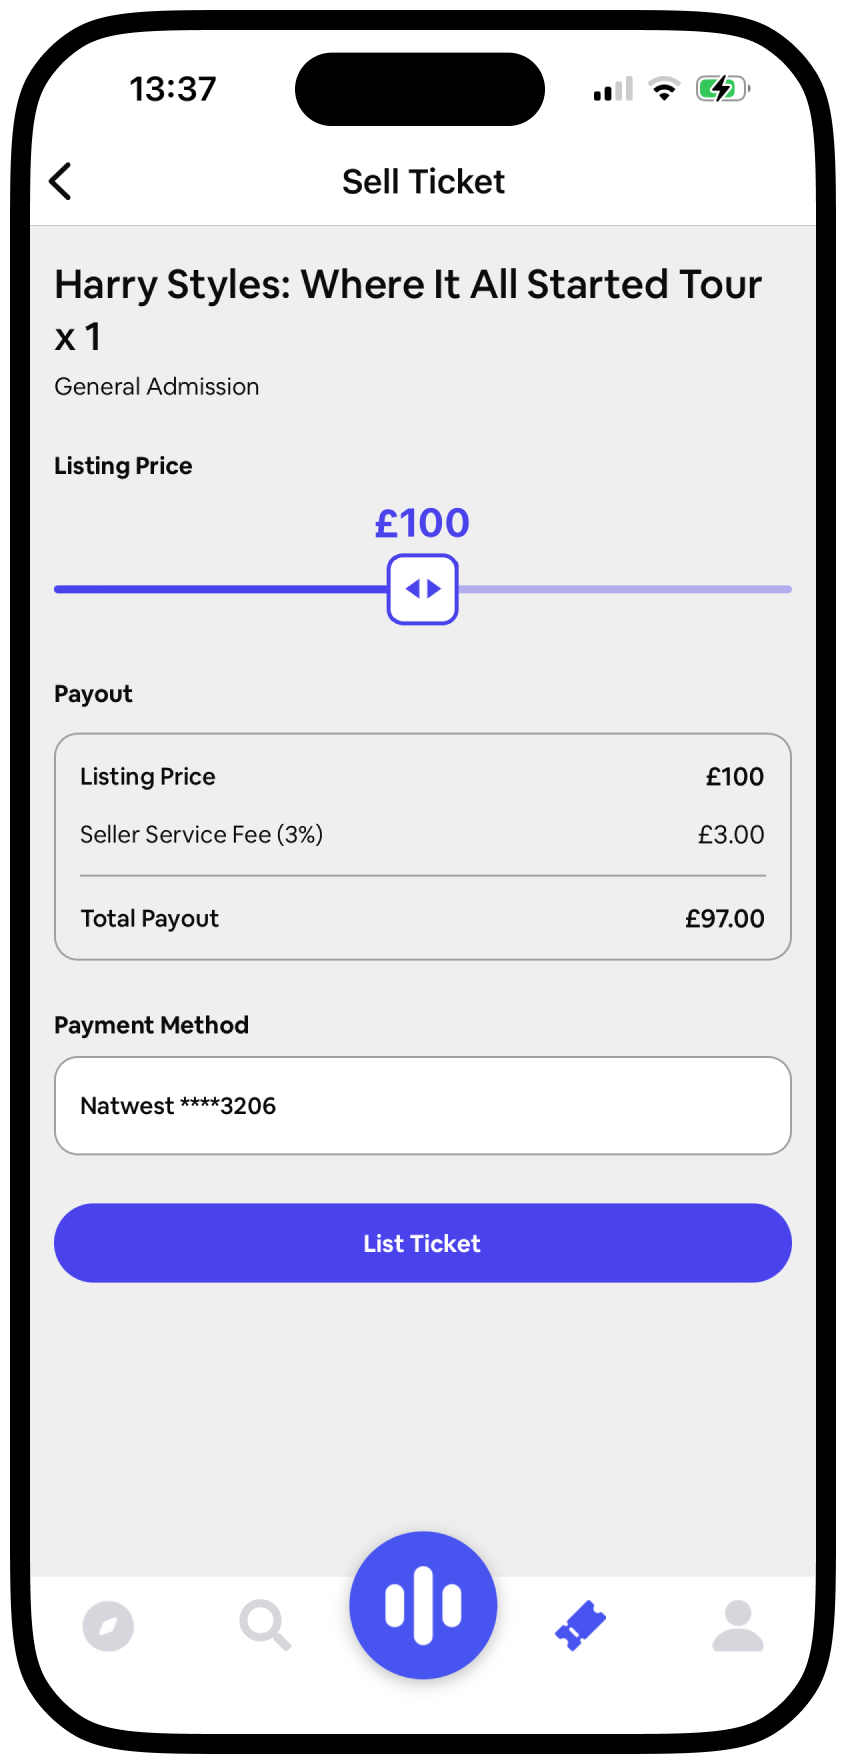 13:37
Sell Ticket
Harry Styles: Where It All Started Tour
x 1
General Admission
Listing Price
£100
Payout
Listing Price £100
Seller Service Fee (3%) £3.00
Total Payout £97.00
Payment Method
Natwest ****3206
List Ticket